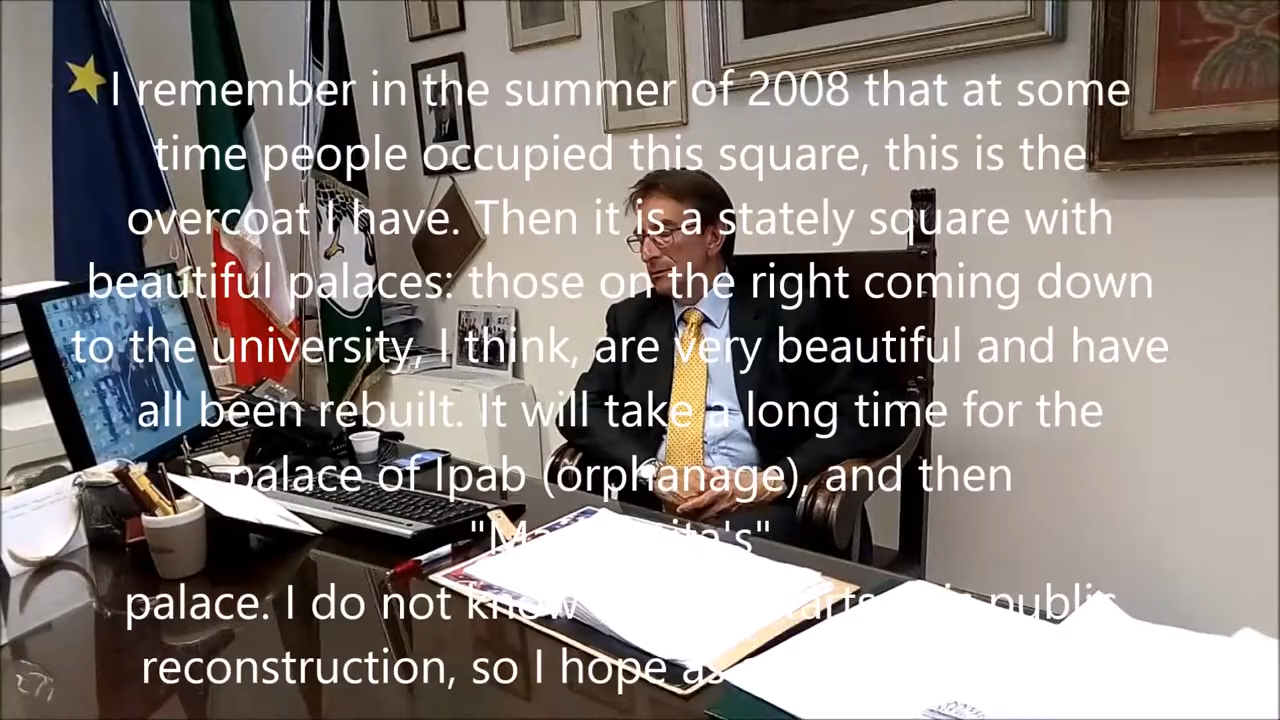 I remember in the summer of 2008 that at some
time people occupied this square, this is the
overcoat I have. Then it is a stately square with
beautiful palaces: those on the right coming down
to the university, I think, are very beautiful and have
all been rebuilt. It will take a long time for the
palace of Ipab (orphanage), and then
palace. I do not know public
reconstruction, so I hope as